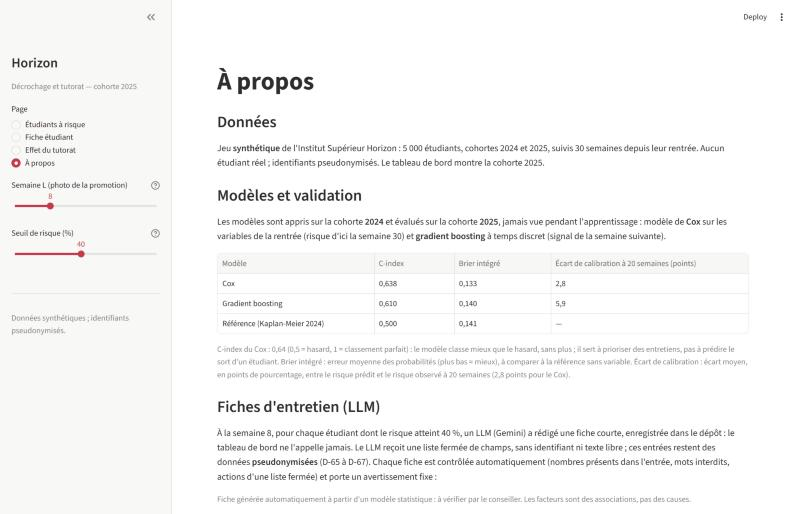 Deploy
Horizon
Décrochage et tutorat — cohorte 2025
Page
Étudiants à risque
Fiche étudiant
Effet du tutorat
À propos
Semaine L (photo de la promotion)
8
Seuil de risque (%)
40
Données synthétiques ; identifiants
pseudonymisés.
À propos
Données
Jeu synthétique de l'Institut Supérieur Horizon : 5 000 étudiants, cohortes 2024 et 2025, suivis 30 semaines depuis leur rentrée. Aucun
étudiant réel ; identifiants pseudonymisés. Le tableau de bord montre la cohorte 2025.
Modèles et validation
Les modèles sont appris sur la cohorte 2024 et évalués sur la cohorte 2025, jamais vue pendant l'apprentissage : modèle de Cox sur les
variables de la rentrée (risque d'ici la semaine 30) et gradient boosting à temps discret (signal de la semaine suivante).
Modèle C-index Brier intégré Écart de calibration à 20 semaines (points)
Cox 0,638 0,133 2,8
Gradient boosting 0,610 0,140 5,9
Référence (Kaplan-Meier 2024) 0,500 0,141 —
C-index du Cox : 0,64 (0,5 = hasard, 1 = classement parfait) : le modèle classe mieux que le hasard, sans plus ; il sert à prioriser des entretiens, pas à prédire le
sort d'un étudiant. Brier intégré : erreur moyenne des probabilités (plus bas = mieux), à comparer à la référence sans variable. Écart de calibration : écart moyen,
en points de pourcentage, entre le risque prédit et le risque observé à 20 semaines (2,8 points pour le Cox).
Fiches d'entretien (LLM)
À la semaine 8, pour chaque étudiant dont le risque atteint 40 %, un LLM (Gemini) a rédigé une fiche courte, enregistrée dans le dépôt : le
tableau de bord ne l'appelle jamais. Le LLM reçoit une liste fermée de champs, sans identifiant ni texte libre ; ces entrées restent des
données pseudonymisées (D-65 à D-67). Chaque fiche est contrôlée automatiquement (nombres présents dans l'entrée, mots interdits,
actions d'une liste fermée) et porte un avertissement fixe :
Fiche générée automatiquement à partir d'un modèle statistique : à vérifier par le conseiller. Les facteurs sont des associations, pas des causes.